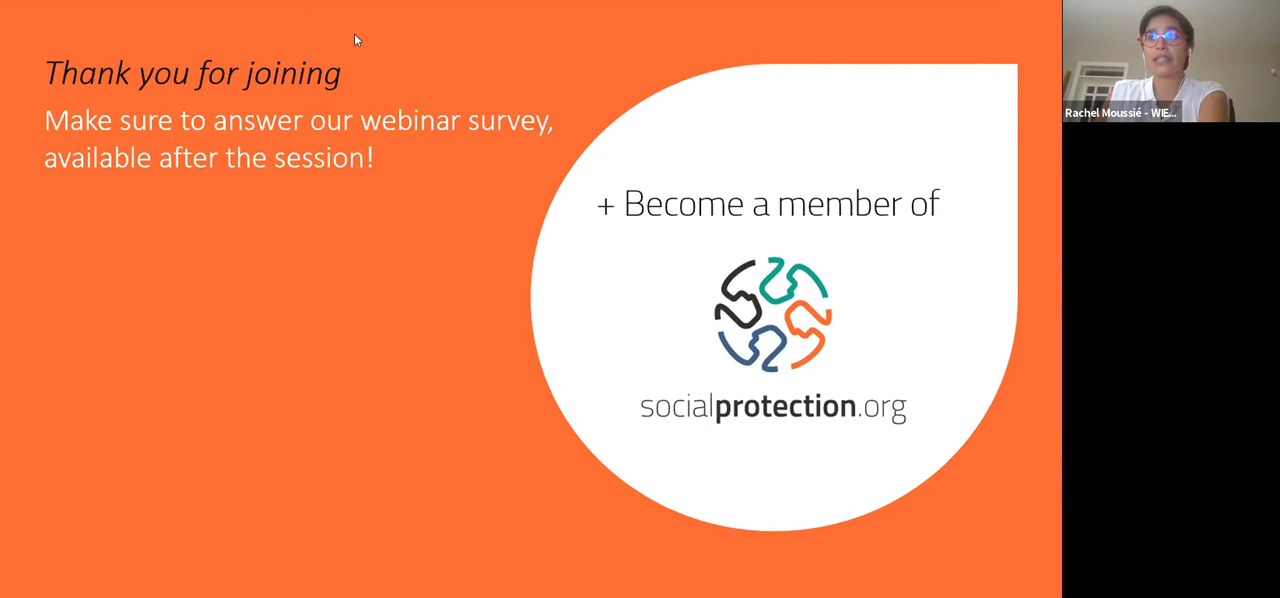 Thank you for joining
Make sure to answer our webinar survey,
available after the session!
+ Become a member of
socialprotection.org
Rachel Moussié - WIE...